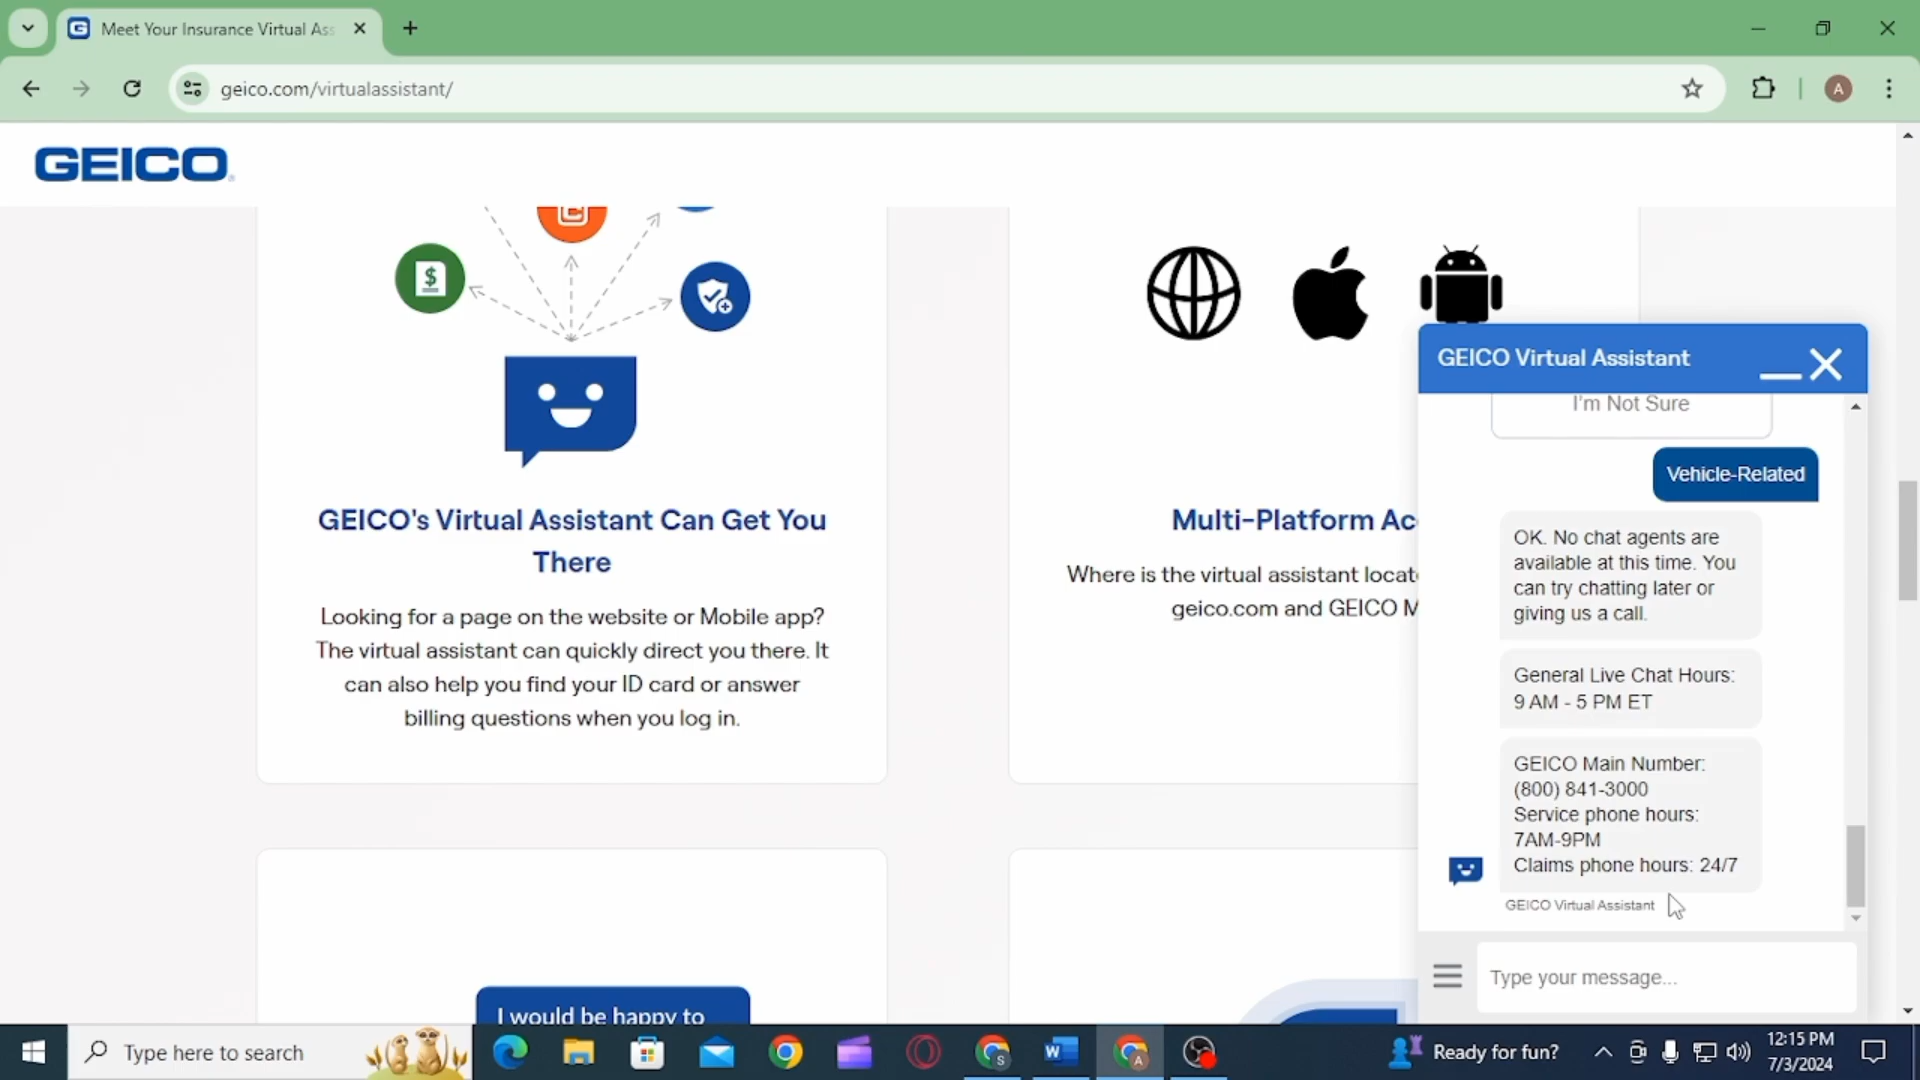 Meet Your Insurance Virtual Ass
geico.com/virtualassistant/
A
GEICO
GEICO's Virtual Assistant Can Get You
There
Looking for a page on the website or Mobile app?
The virtual assistant can quickly direct you there. It
can also help you find your ID card or answer
billing questions when you log in.
Multi-Platform Ac
Where is the virtual assistant locat
geico.com and GEICO M
I would be happy to
GEICO Virtual Assistant
I'm Not Sure
Vehicle-Related
OK. No chat agents are
available at this time. You
can try chatting later or
giving us a call.
General Live Chat Hours:
9 AM - 5 PM ET
GEICO Main Number:
(800) 841-3000
Service phone hours:
7AM-9PM
Claims phone hours: 24/7
GEICO Virtual Assistant
Type your message...
Type here to search
Ready for fun?
12:15 PM
7/3/2024